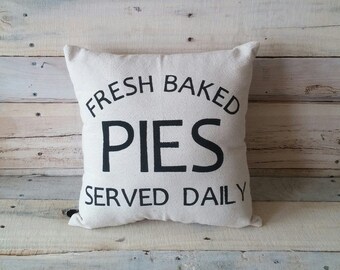 FRESH BAKED
PIES
SERVED DAILY